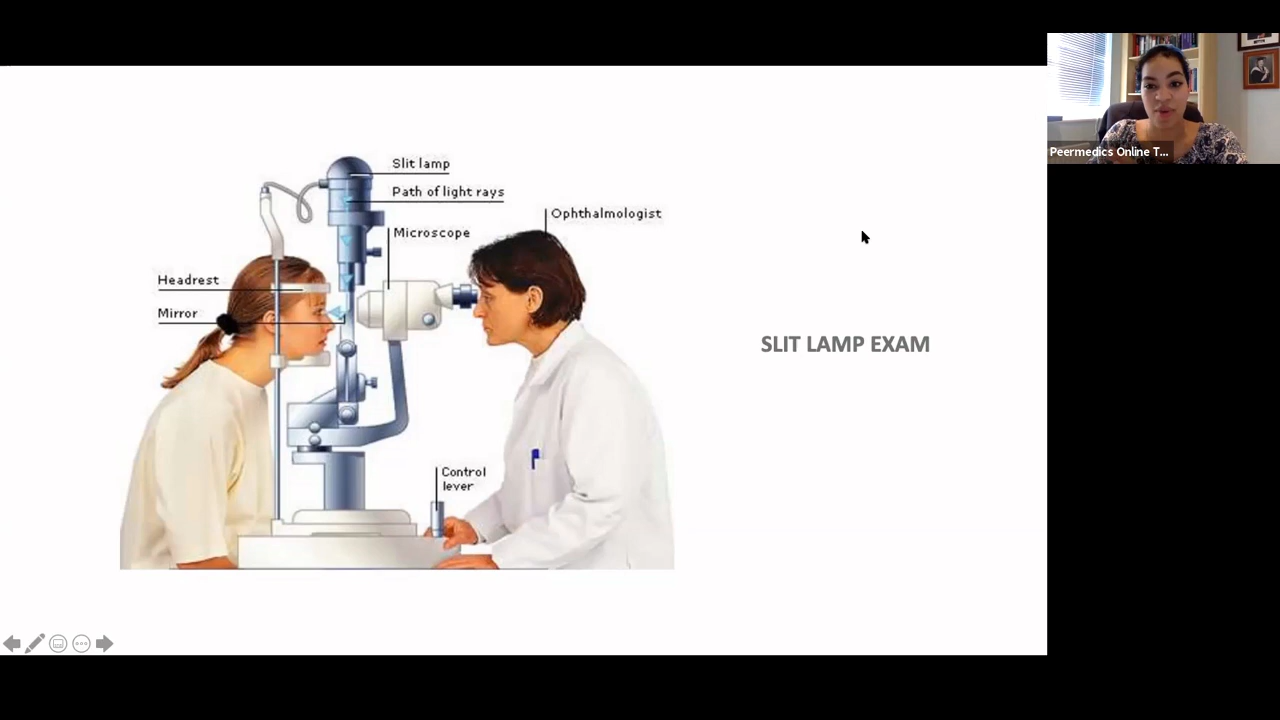 Slit lamp
Path of light rays
Ophthalmologist
Microscope
Headrest
Mirror
SLIT LAMP EXAM
Control
lever
Peermedics Online T...